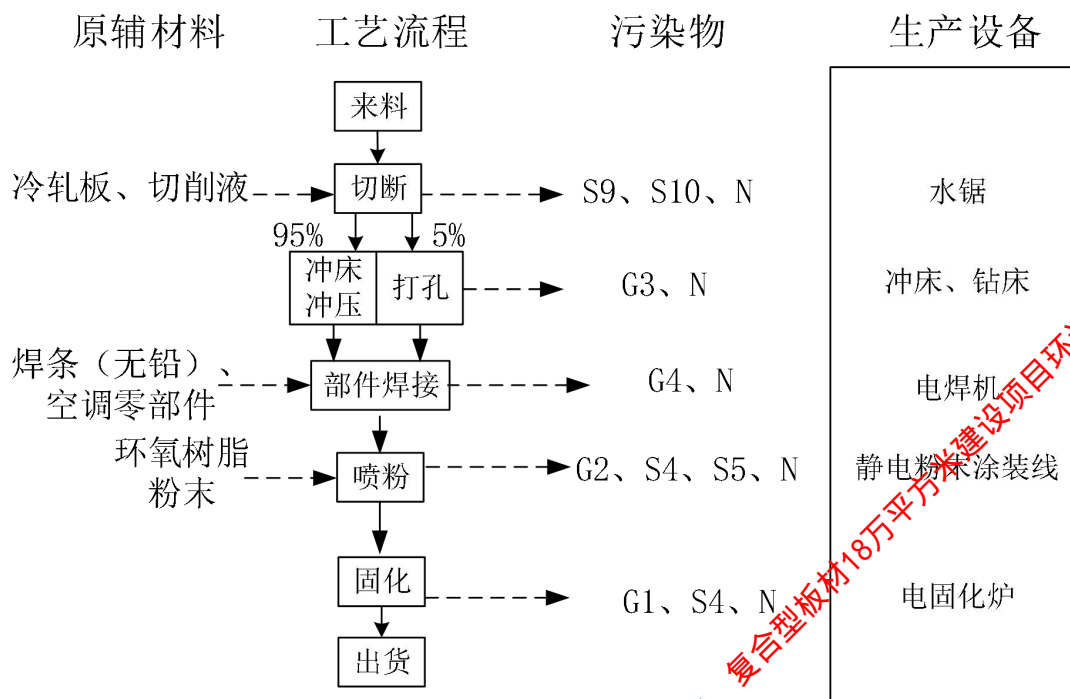 原辅材料 工艺流程 污染物 生产设备
来料
冷轧板、切削液 切断 S9、S10、N 水锯
95% 5%
冲床
冲压 打孔 G3、N 冲床、钻床
焊条（无铅）、
空调零部件 部件焊接 G4、N 电焊机
环氧树脂
粉末 喷粉 G2、S4、S5、N 静电粉末涂装线
固化 G1、S4、N 电固化炉
出货
复合型板材18万平方米建设项目环